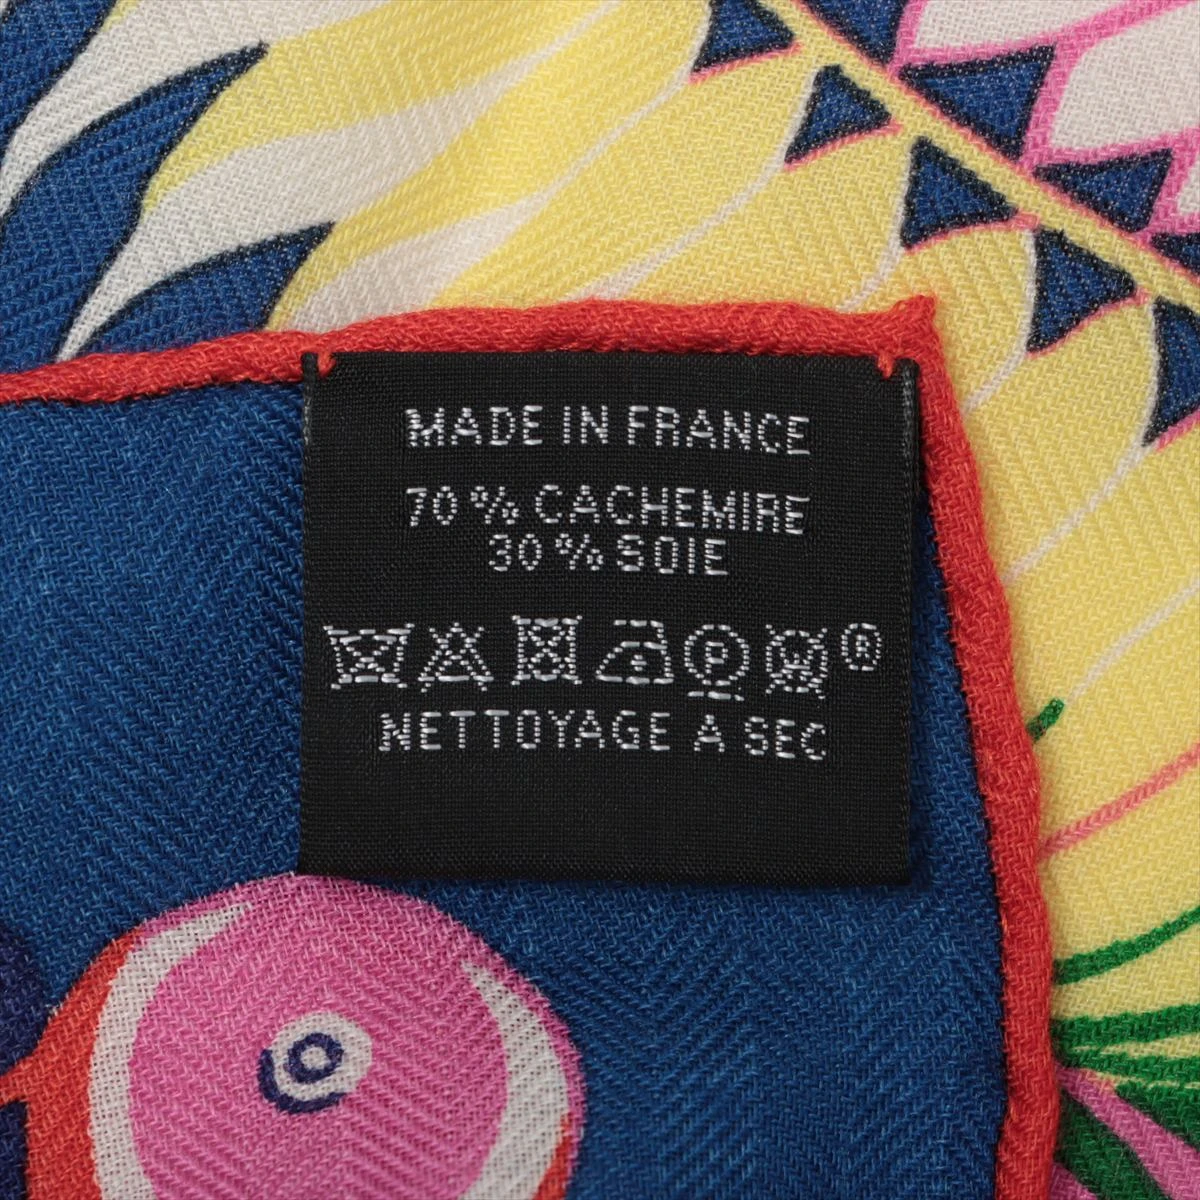 MADE IN FRANCE
70 % CACHEMIRE
30 % SOIE
P W ®
NETTOYAGE A SEC